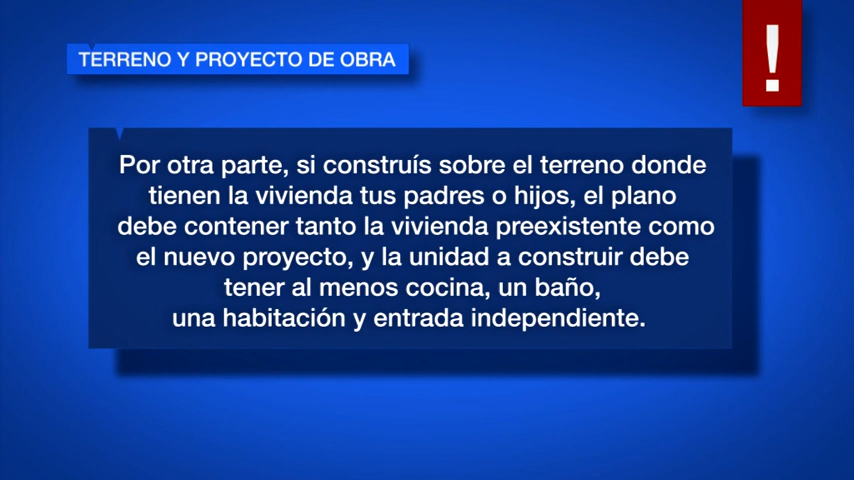 TERRENO Y PROYECTO DE OBRA
!
Por otra parte, si construís sobre el terreno donde
tienen la vivienda tus padres o hijos, el plano
debe contener tanto la vivienda preexistente como
el nuevo proyecto, y la unidad a construir debe
tener al menos cocina, un baño,
una habitación y entrada independiente.